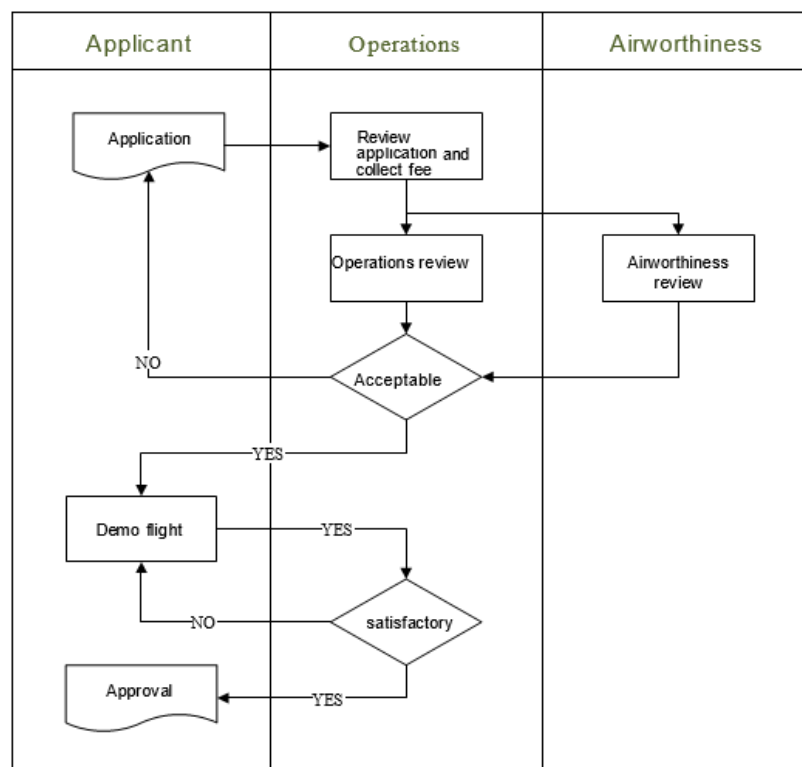 Applicant
Operations
Airworthiness
Application
Review
application and
collect fee
Operations review
Airworthiness
review
NO
Acceptable
YES
Demo flight
YES
NO
satisfactory
Approval
YES